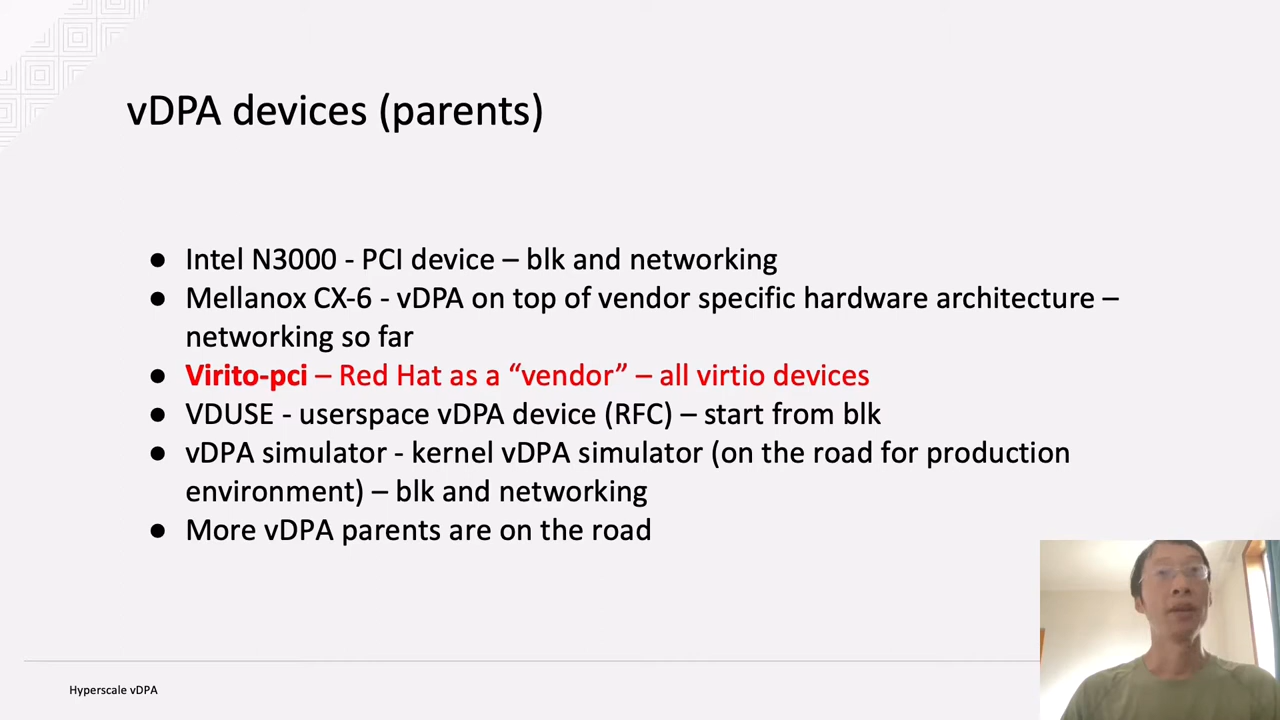 vDPA devices (parents)
● Intel N3000 - PCI device – blk and networking
● Mellanox CX-6 - vDPA on top of vendor specific hardware architecture –
networking so far
● Virito-pci – Red Hat as a “vendor” – all virtio devices
● VDUSE - userspace vDPA device (RFC) – start from blk
● vDPA simulator - kernel vDPA simulator (on the road for production
environment) – blk and networking
● More vDPA parents are on the road
Hyperscale vDPA